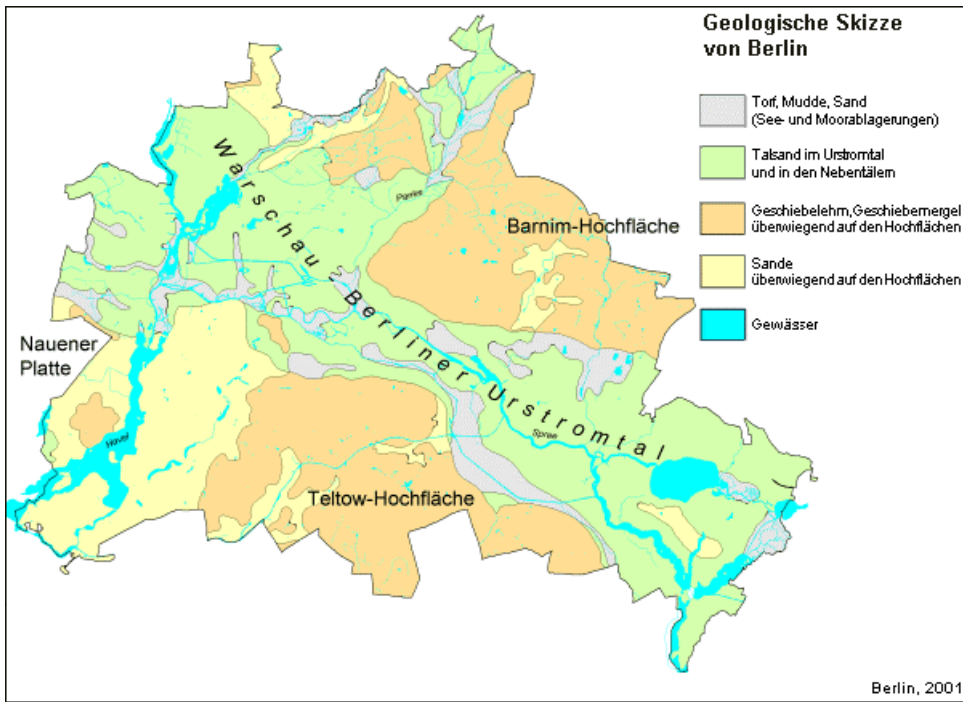 Geologische Skizze
von Berlin
Torf, Mudde, Sand
(See- und Moorablagerungen)
Talsand im Urstromtal
und in den Nebentälern
Geschiebelehm, Geschiebemergel
überwiegend auf den Hochflächen
Sande
überwiegend auf den Hochflächen
Gewässer
Warschau - Berliner Urstromtal
Panke
Barnim-Hochfläche
Nauener
Platte
Havel
Spree
Teltow-Hochfläche
Berlin, 2001